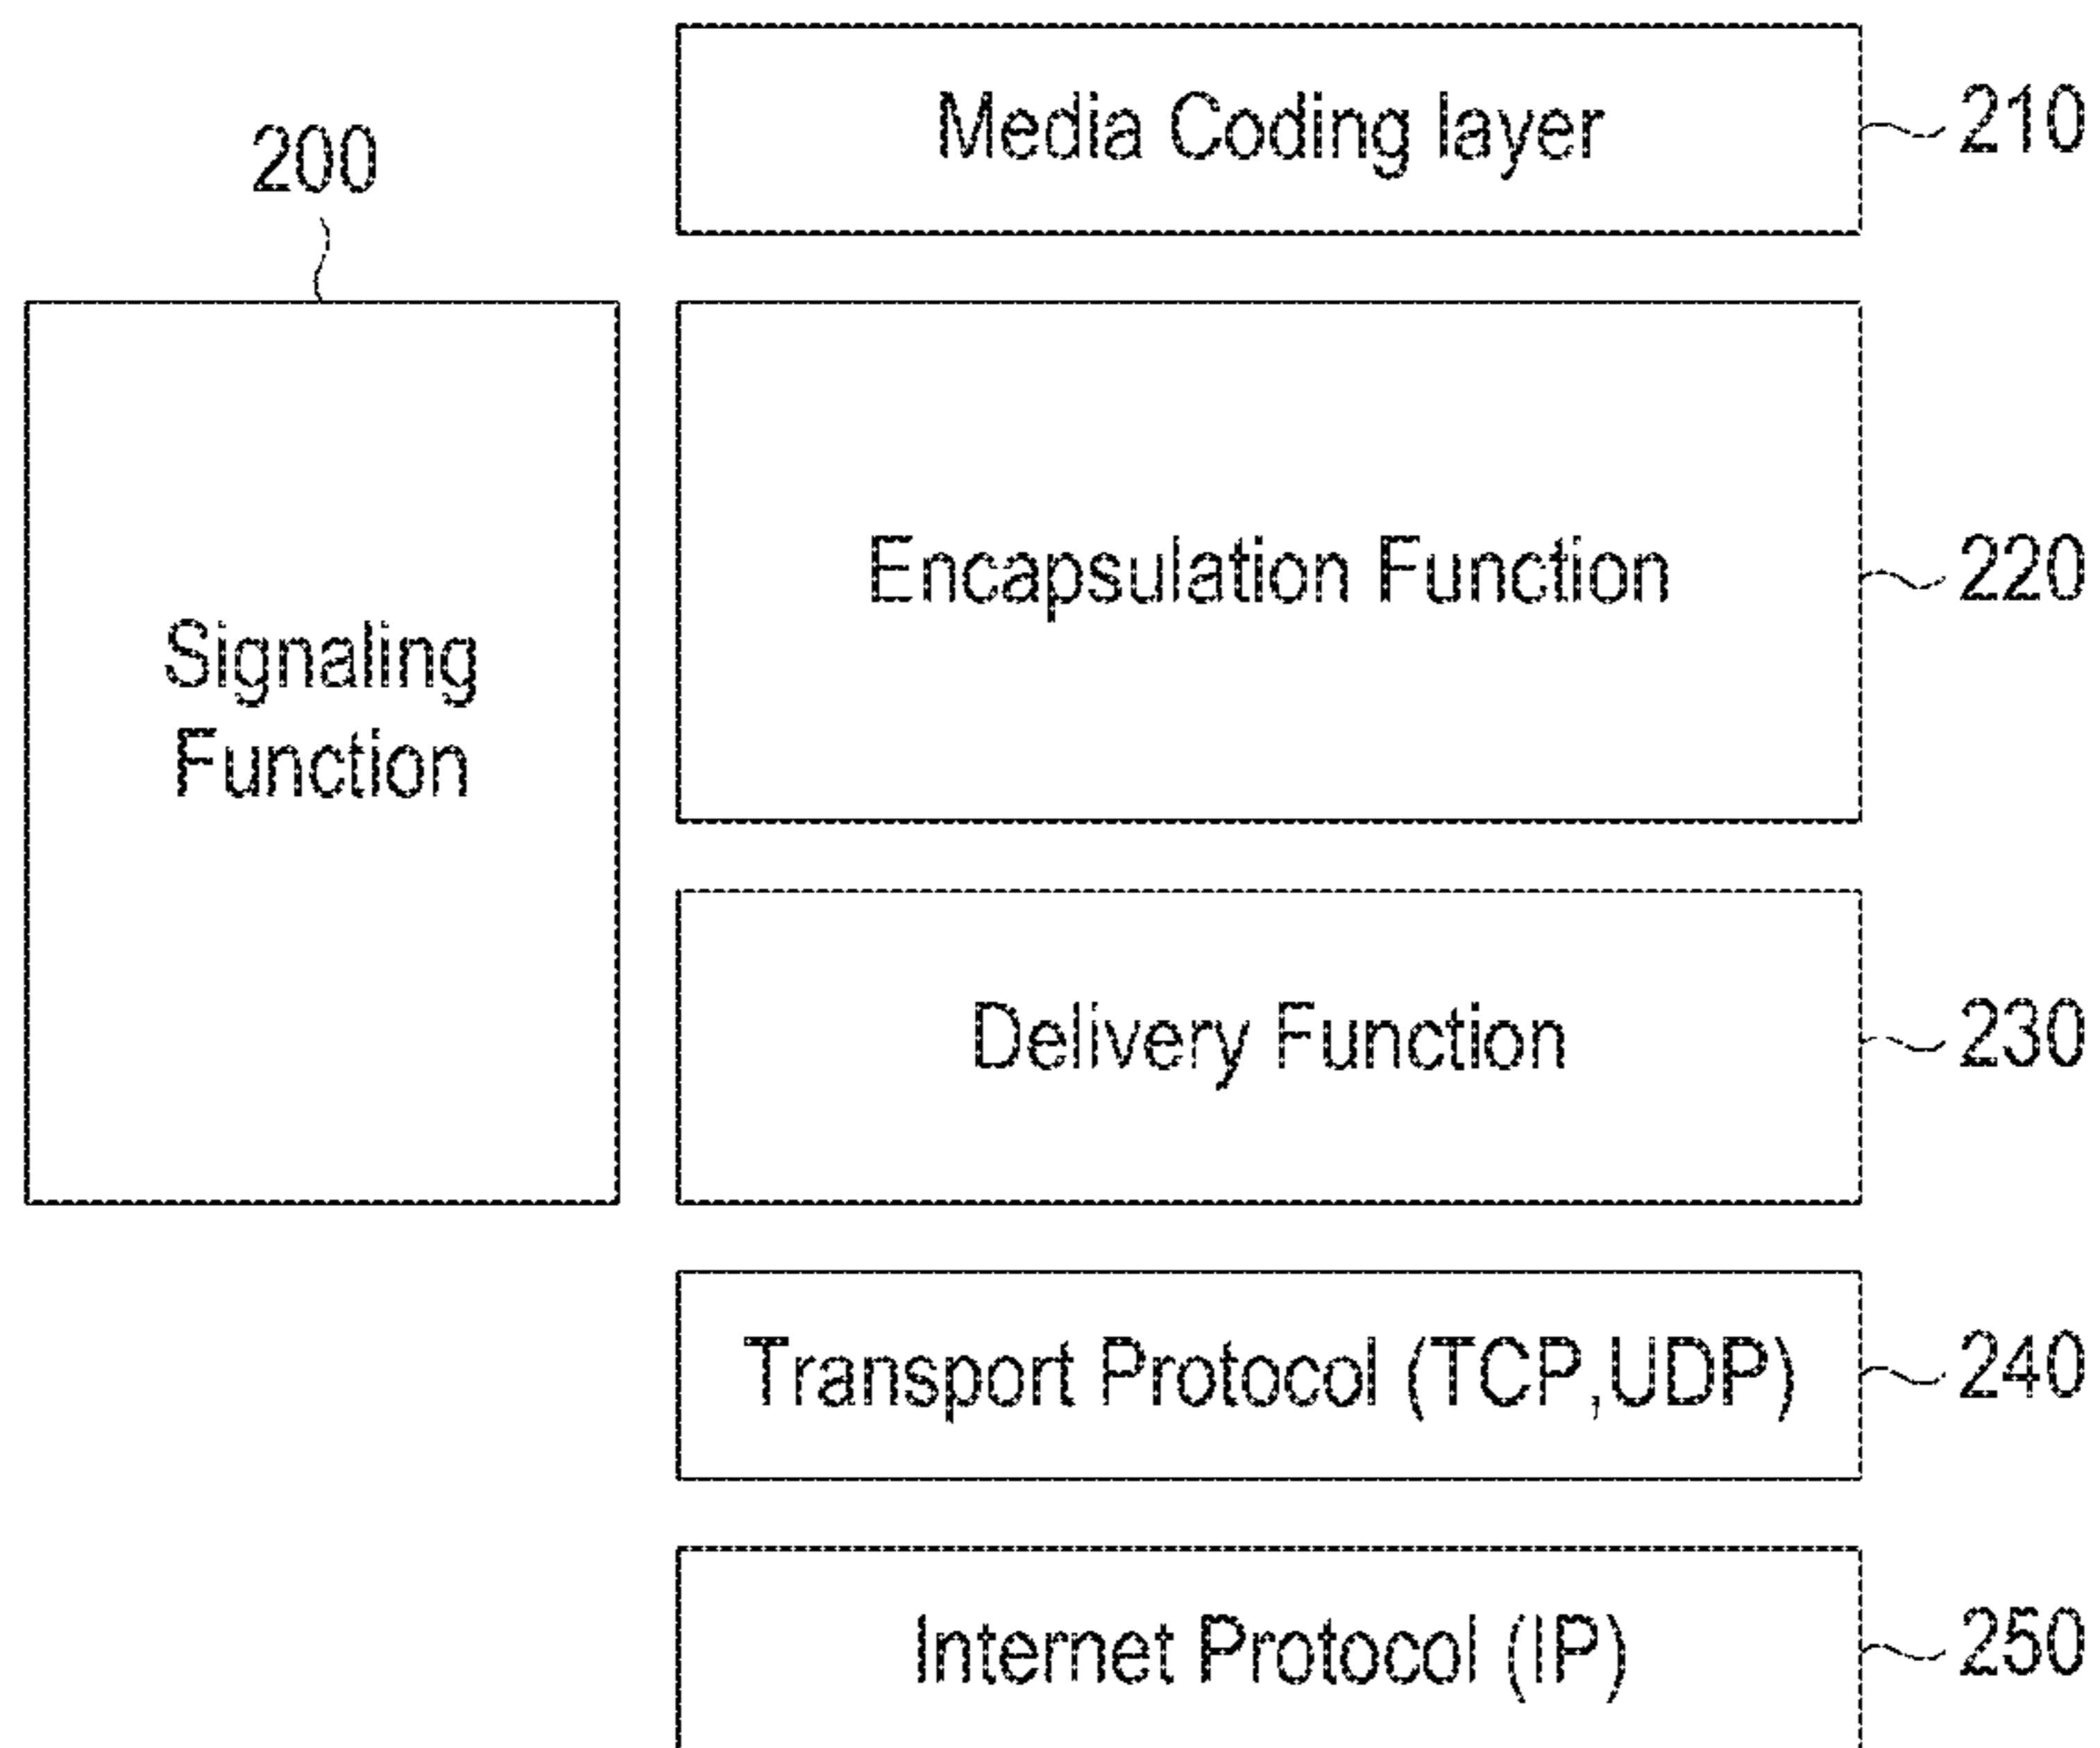 Media Coding layer
210
200
Signaling
Function
Encapsulation Function
220
Delivery Function
230
Transport Protocol (TCP,UDP)
240
Internet Protocol (IP)
250